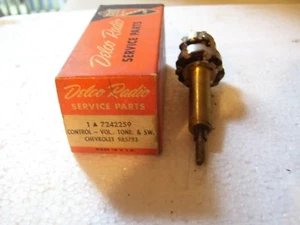 Delco Radio
SERVICE PARTS
Delco Radio
SERVICE PARTS
1 A 7242259
CONTROL - VOL. TONE. & SW.
CHEVROLET 985793
MADE IN U.S.A.